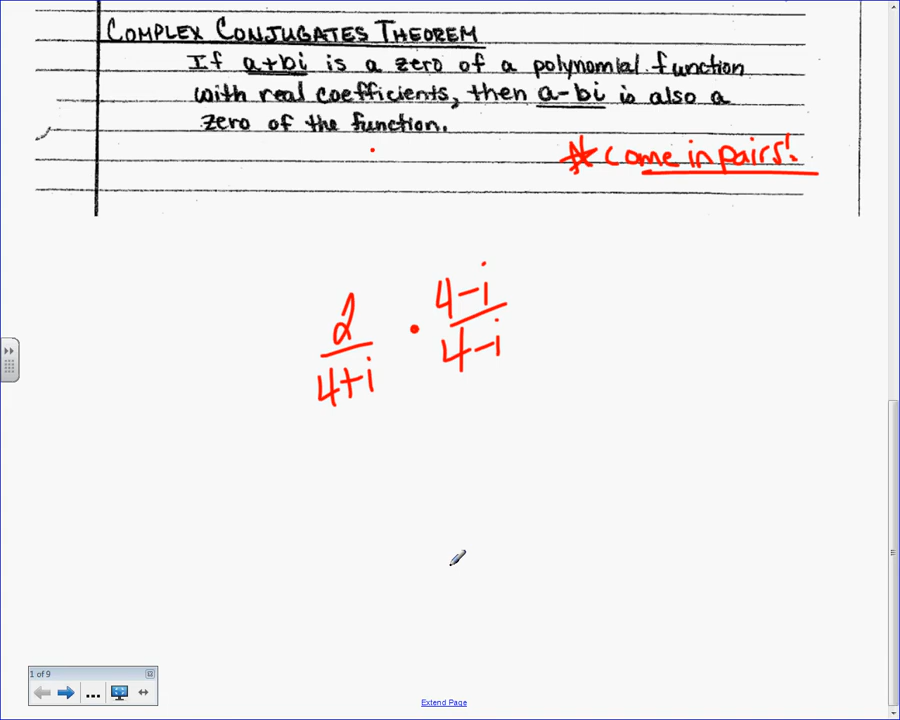 COMPLEX CONJUGATES THEOREM
If a+bi is a zero of a polynomial function
with real coefficients, then a-bi is also a
zero of the function.
* Come in pairs!
2/4+i · 4-i/4-i
1 of 9
...
Extend Page